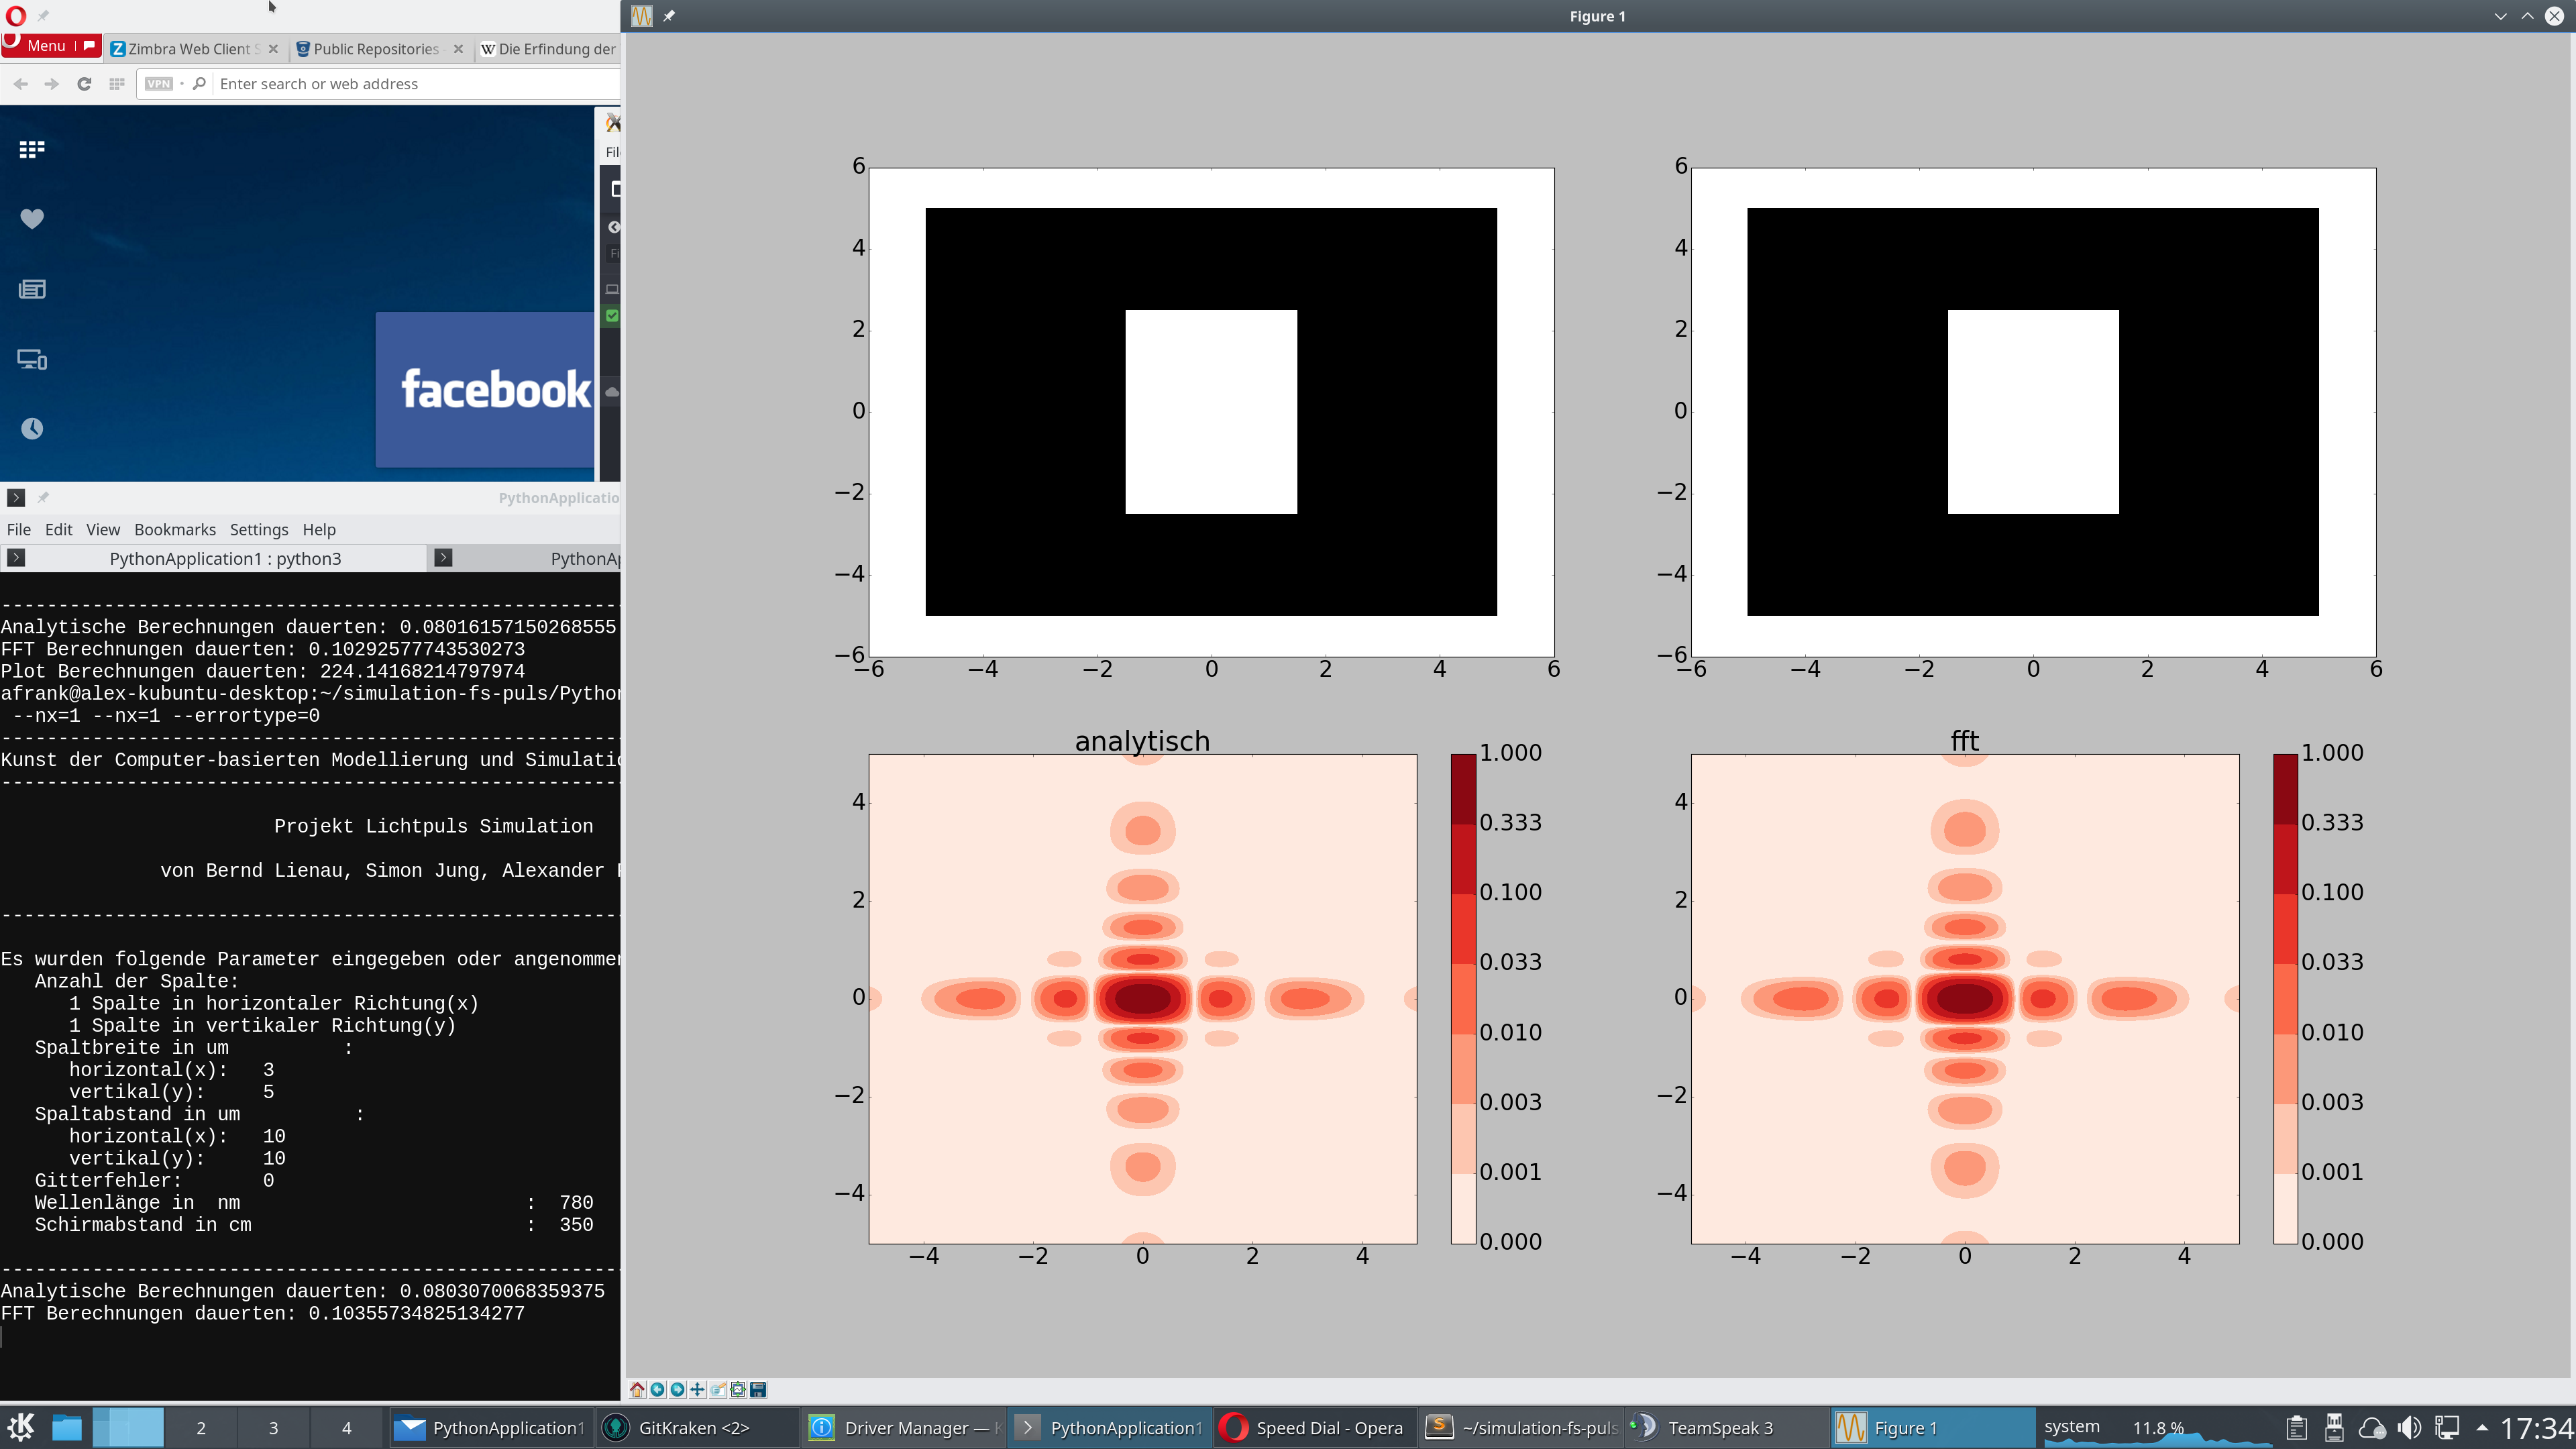 Menu
Zimbra Web Client S
Public Repositories
W Die Erfindung der
VPN
Enter search or web address
facebook
Fil
Fi
PythonApplicatio
File Edit View Bookmarks Settings Help
PythonApplication1 : python3
PythonAp
--------------------------------------------------------
Analytische Berechnungen dauerten: 0.08016157150268555
FFT Berechnungen dauerten: 0.10292577743530273
Plot Berechnungen dauerten: 224.14168214797974
afrank@alex-kubuntu-desktop:~/simulation-fs-puls/Python
--nx=1 --nx=1 --errortype=0
--------------------------------------------------------
Kunst der Computer-basierten Modellierung und Simulatio
--------------------------------------------------------
Projekt Lichtpuls Simulation
von Bernd Lienau, Simon Jung, Alexander F
--------------------------------------------------------
Es wurden folgende Parameter eingegeben oder angenommen
Anzahl der Spalte:
1 Spalte in horizontaler Richtung(x)
1 Spalte in vertikaler Richtung(y)
Spaltbreite in um :
horizontal(x): 3
vertikal(y): 5
Spaltabstand in um :
horizontal(x): 10
vertikal(y): 10
Gitterfehler: 0
Wellenlänge in nm : 780
Schirmabstand in cm : 350
--------------------------------------------------------
Analytische Berechnungen dauerten: 0.0803070068359375
FFT Berechnungen dauerten: 0.10355734825134277
Figure 1
6
4
2
0
−2
−4
−6
−6 −4 −2 0 2 4 6
6
4
2
0
−2
−4
−6
−6 −4 −2 0 2 4 6
analytisch
4
2
0
−2
−4
−4 −2 0 2 4
1.000
0.333
0.100
0.033
0.010
0.003
0.001
0.000
fft
4
2
0
−2
−4
−4 −2 0 2 4
1.000
0.333
0.100
0.033
0.010
0.003
0.001
0.000
2 3 4
PythonApplication1
GitKraken <2>
Driver Manager — K
PythonApplication1
Speed Dial - Opera
~/simulation-fs-puls
TeamSpeak 3
Figure 1
system 11.8 %
17:34